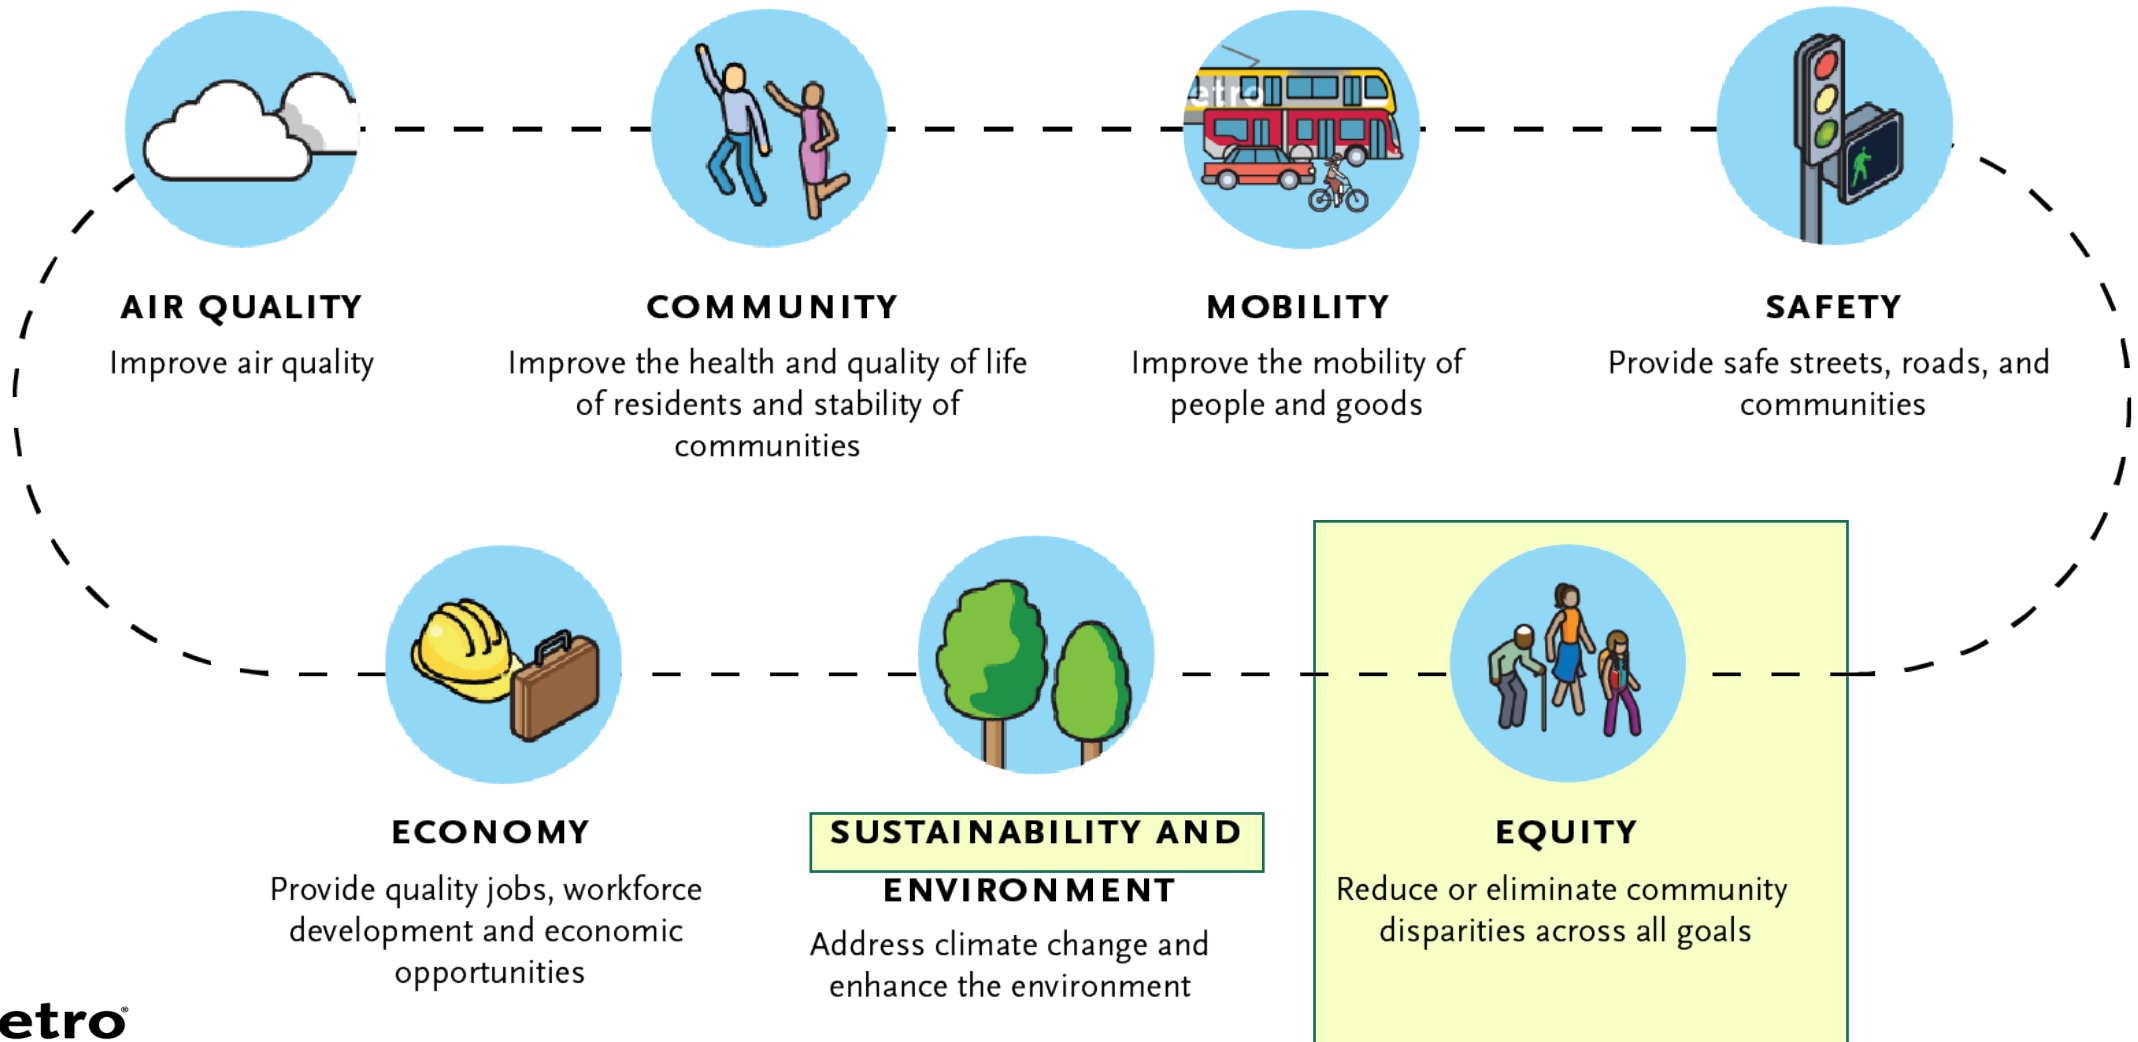 etro
AIR QUALITY
Improve air quality
COMMUNITY
Improve the health and quality of life
of residents and stability of
communities
MOBILITY
Improve the mobility of
people and goods
SAFETY
Provide safe streets, roads, and
communities
ECONOMY
Provide quality jobs, workforce
development and economic
opportunities
SUSTAINABILITY AND
ENVIRONMENT
Address climate change and
enhance the environment
EQUITY
Reduce or eliminate community
disparities across all goals
etro®